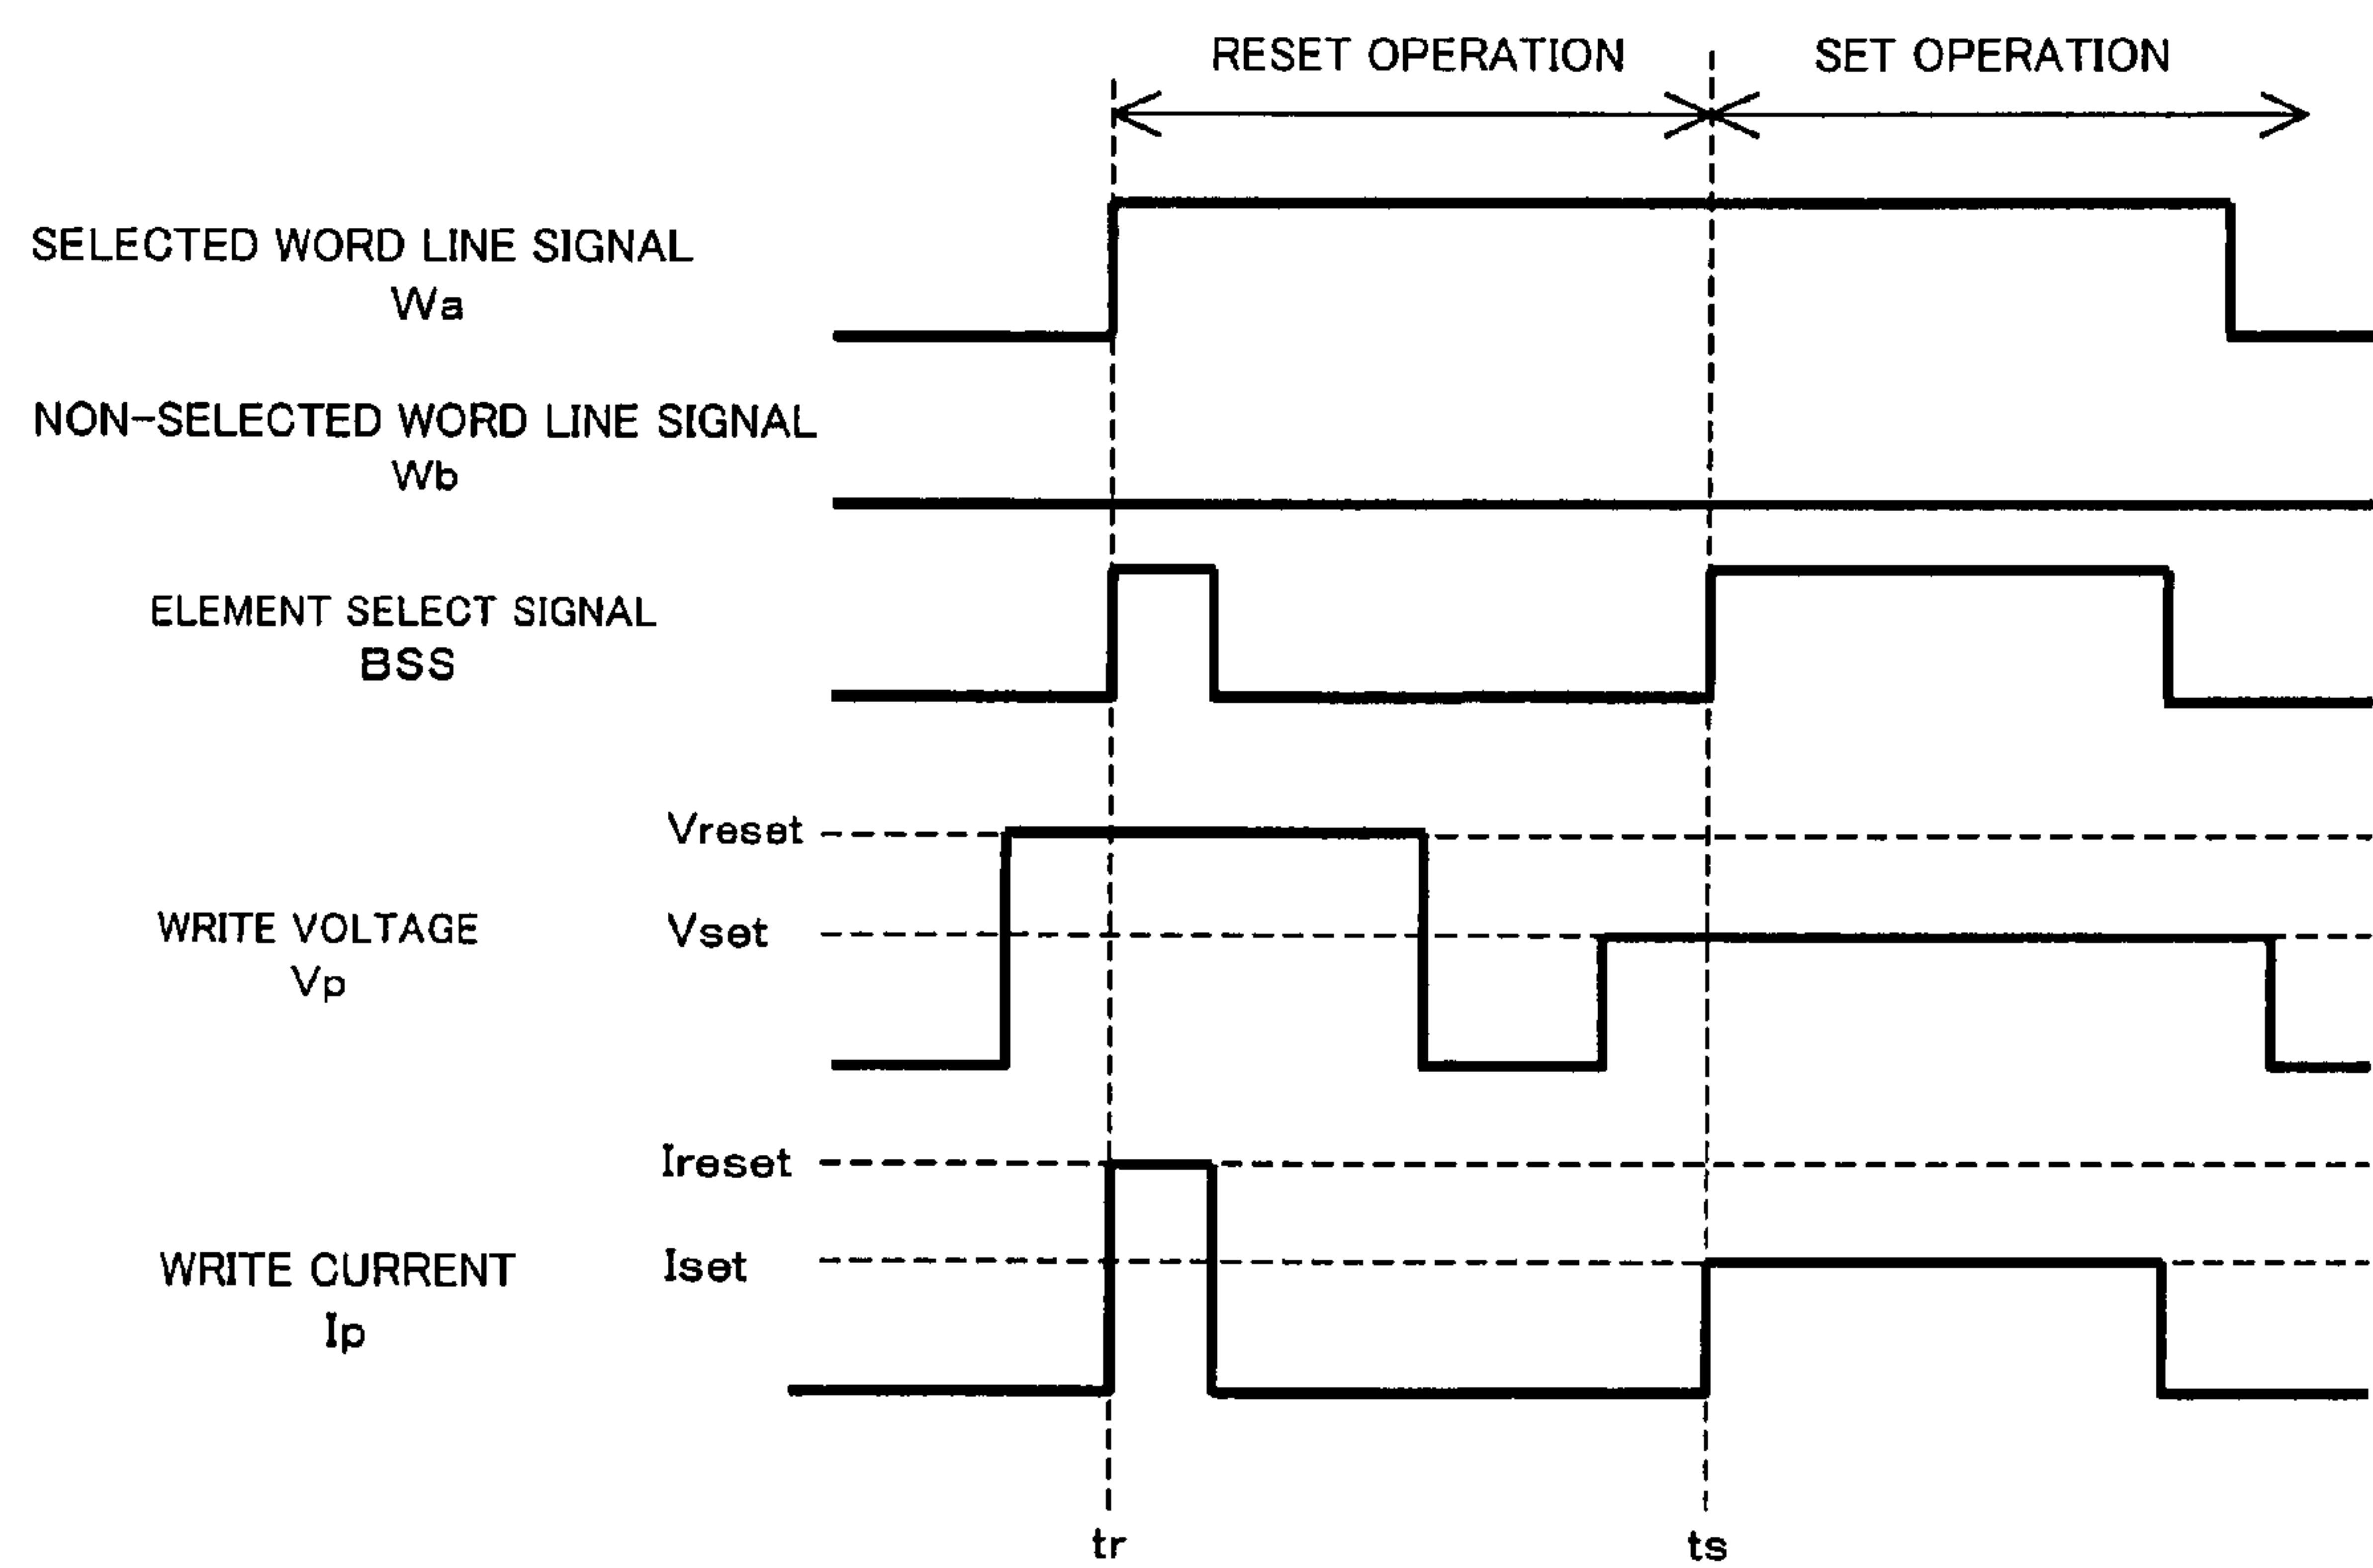 RESET OPERATION
SET OPERATION
SELECTED WORD LINE SIGNAL
Wa
NON-SELECTED WORD LINE SIGNAL
Wb
ELEMENT SELECT SIGNAL
BSS
Vreset
WRITE VOLTAGE
Vset
Vp
Ireset
WRITE CURRENT
Iset
Ip
tr
ts